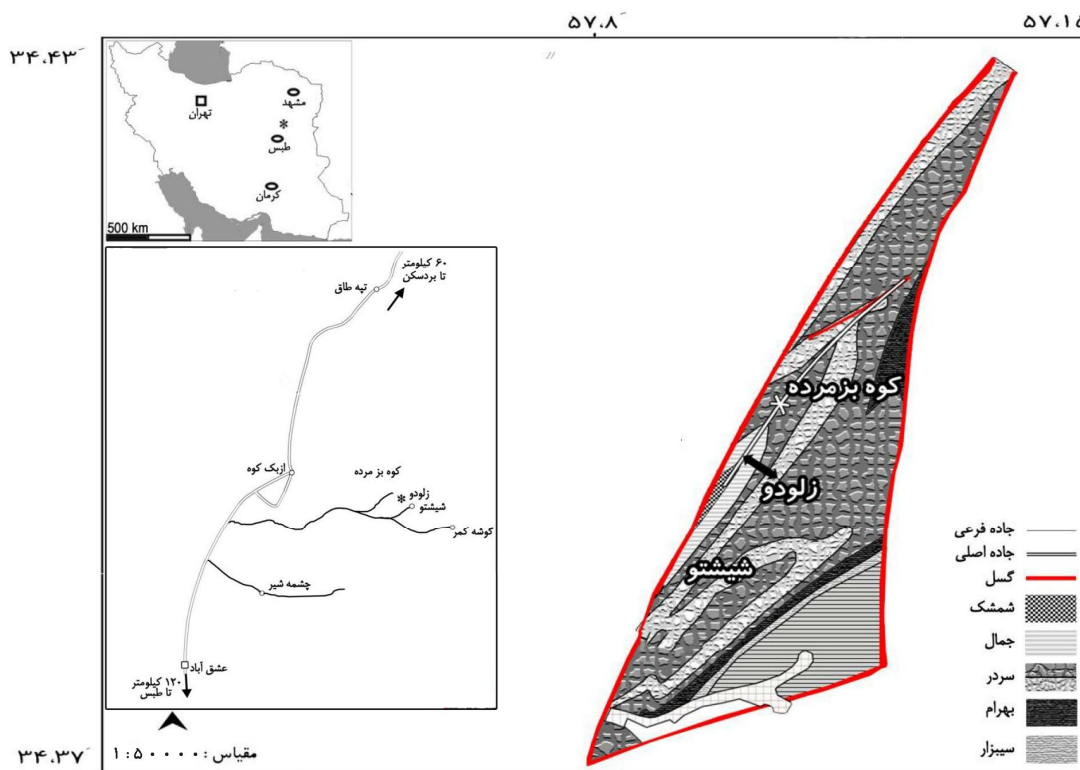 ۵۷٫۸َ
۵۷٫۱۵
۳۴٫۴۳َ
مشهد
تهران
*
طبس
کرمان
500 km
۶۰ کیلومتر
تا بردسکن
تپه طاق
ازبک کوه
کوه بز مرده
زلودو
*
شیشتو
کوشه کمر
چشمه شیر
عشق آباد
۱۲۰ کیلومتر
تا طبس
کوه بزمرده
زلودو
شیشتو
جاده فرعی
جاده اصلی
گسل
شمشک
جمال
سردر
بهرام
سیبزار
۳۴٫۳۷َ
مقیاس : ۱:۵۰۰۰۰